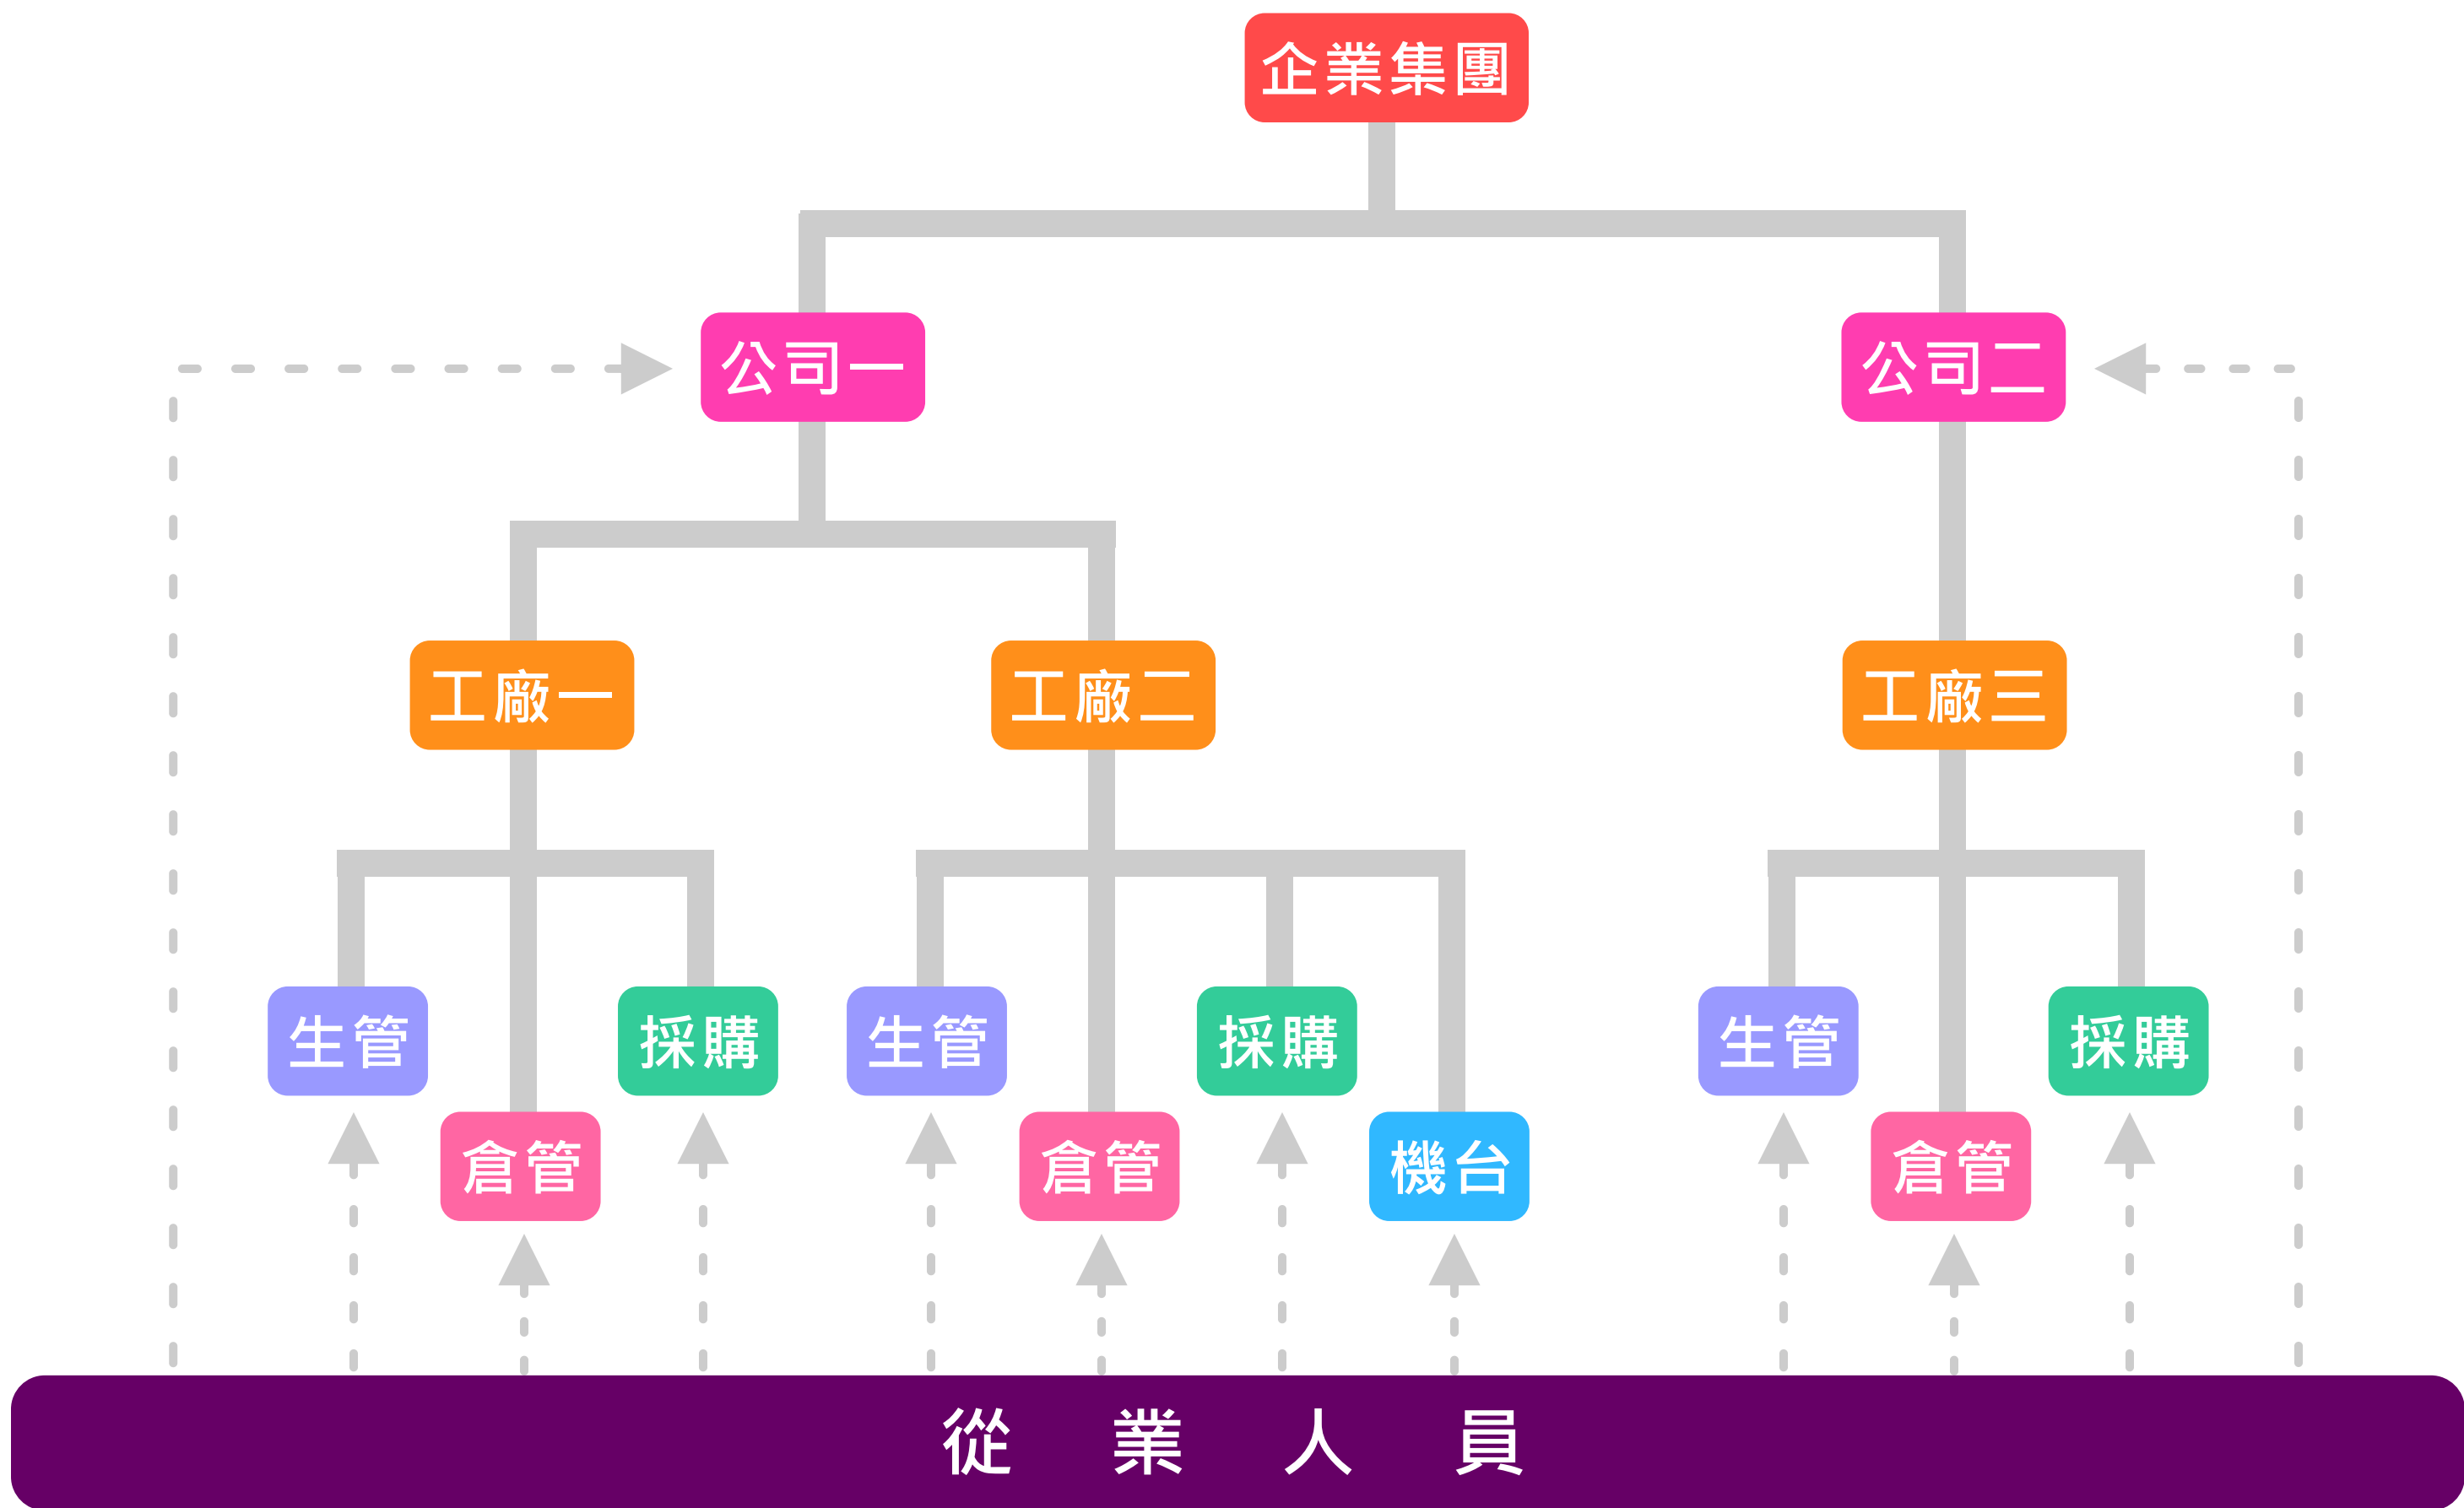 企業集團
公司一
公司二
工廠一
工廠二
工廠三
生管
採購
生管
採購
生管
採購
倉管
倉管
機台
倉管
從業人員